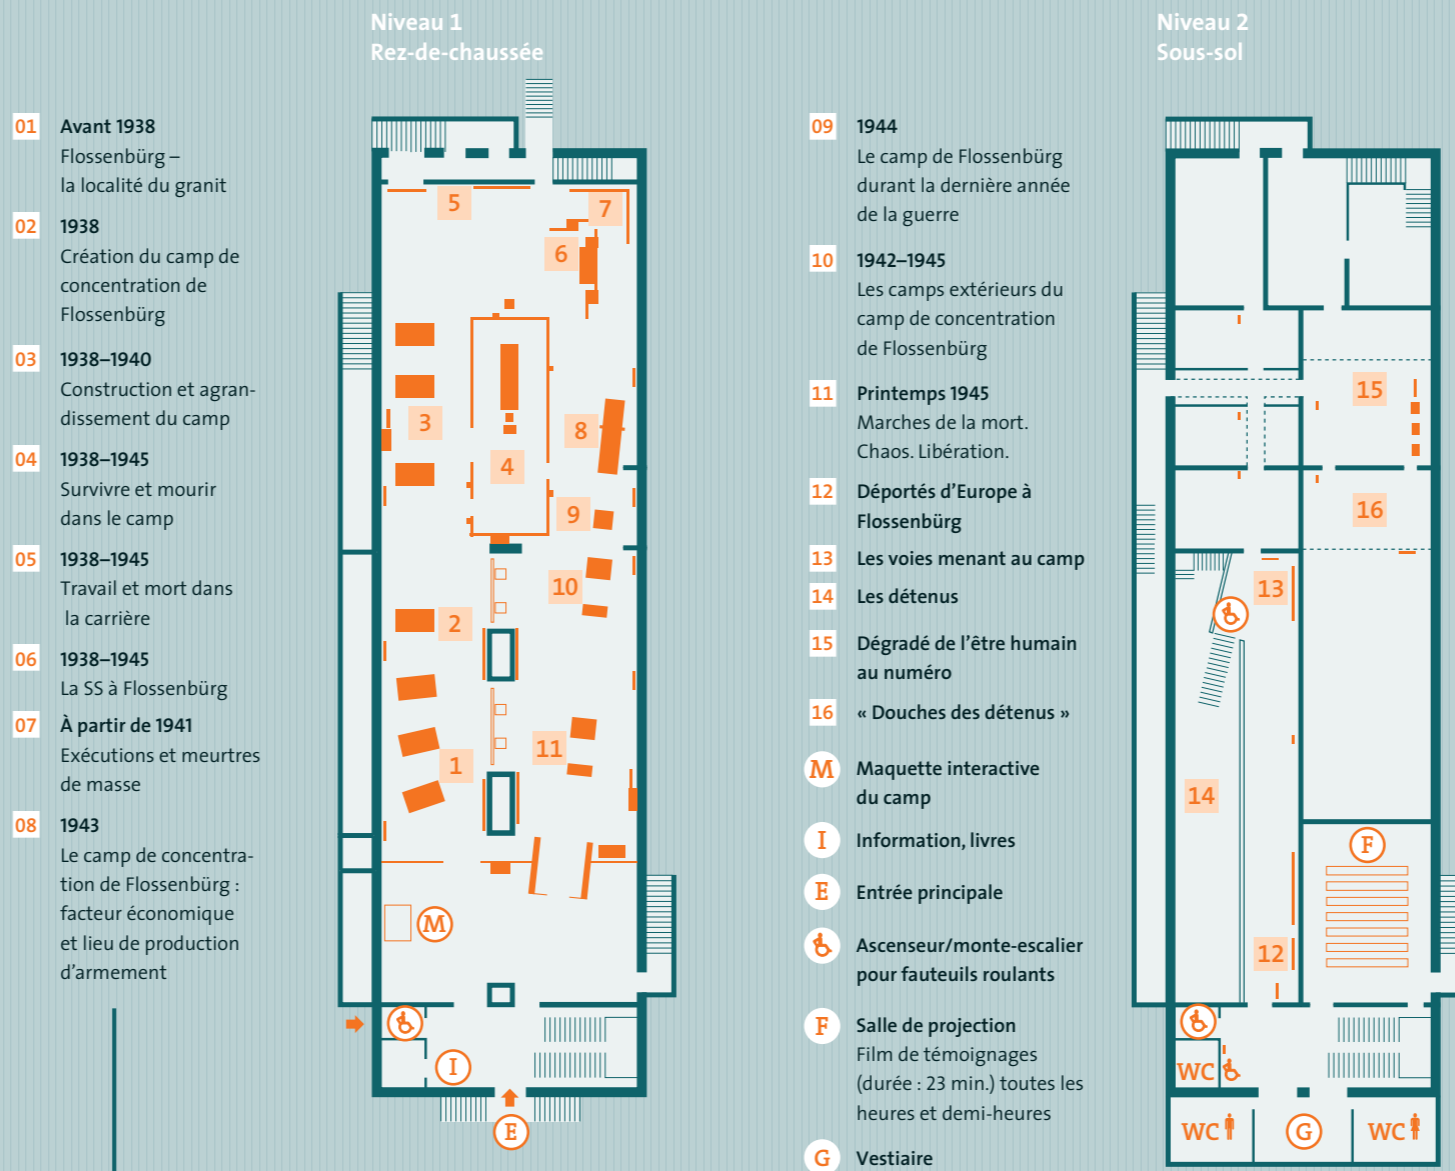 Niveau 1
Rez-de-chaussée
01 Avant 1938
Flossenbürg –
la localité du granit
02 1938
Création du camp de
concentration de
Flossenbürg
03 1938–1940
Construction et agran-
dissement du camp
04 1938–1945
Survivre et mourir
dans le camp
05 1938–1945
Travail et mort dans
la carrière
06 1938–1945
La SS à Flossenbürg
07 À partir de 1941
Exécutions et meurtres
de masse
08 1943
Le camp de concentra-
tion de Flossenbürg :
facteur économique
et lieu de production
d’armement
5
7
6
3
8
4
9
10
2
11
1
M
I
E
Niveau 2
Sous-sol
09 1944
Le camp de Flossenbürg
durant la dernière année
de la guerre
10 1942–1945
Les camps extérieurs du
camp de concentration
de Flossenbürg
11 Printemps 1945
Marches de la mort.
Chaos. Libération.
12 Déportés d’Europe à
Flossenbürg
13 Les voies menant au camp
14 Les détenus
15 Dégradé de l’être humain
au numéro
16 « Douches des détenus »
M Maquette interactive
du camp
I Information, livres
E Entrée principale
Ascenseur/monte-escalier
pour fauteuils roulants
F Salle de projection
Film de témoignages
(durée : 23 min.) toutes les
heures et demi-heures
G Vestiaire
15
16
13
14
F
12
WC
WC
G
WC